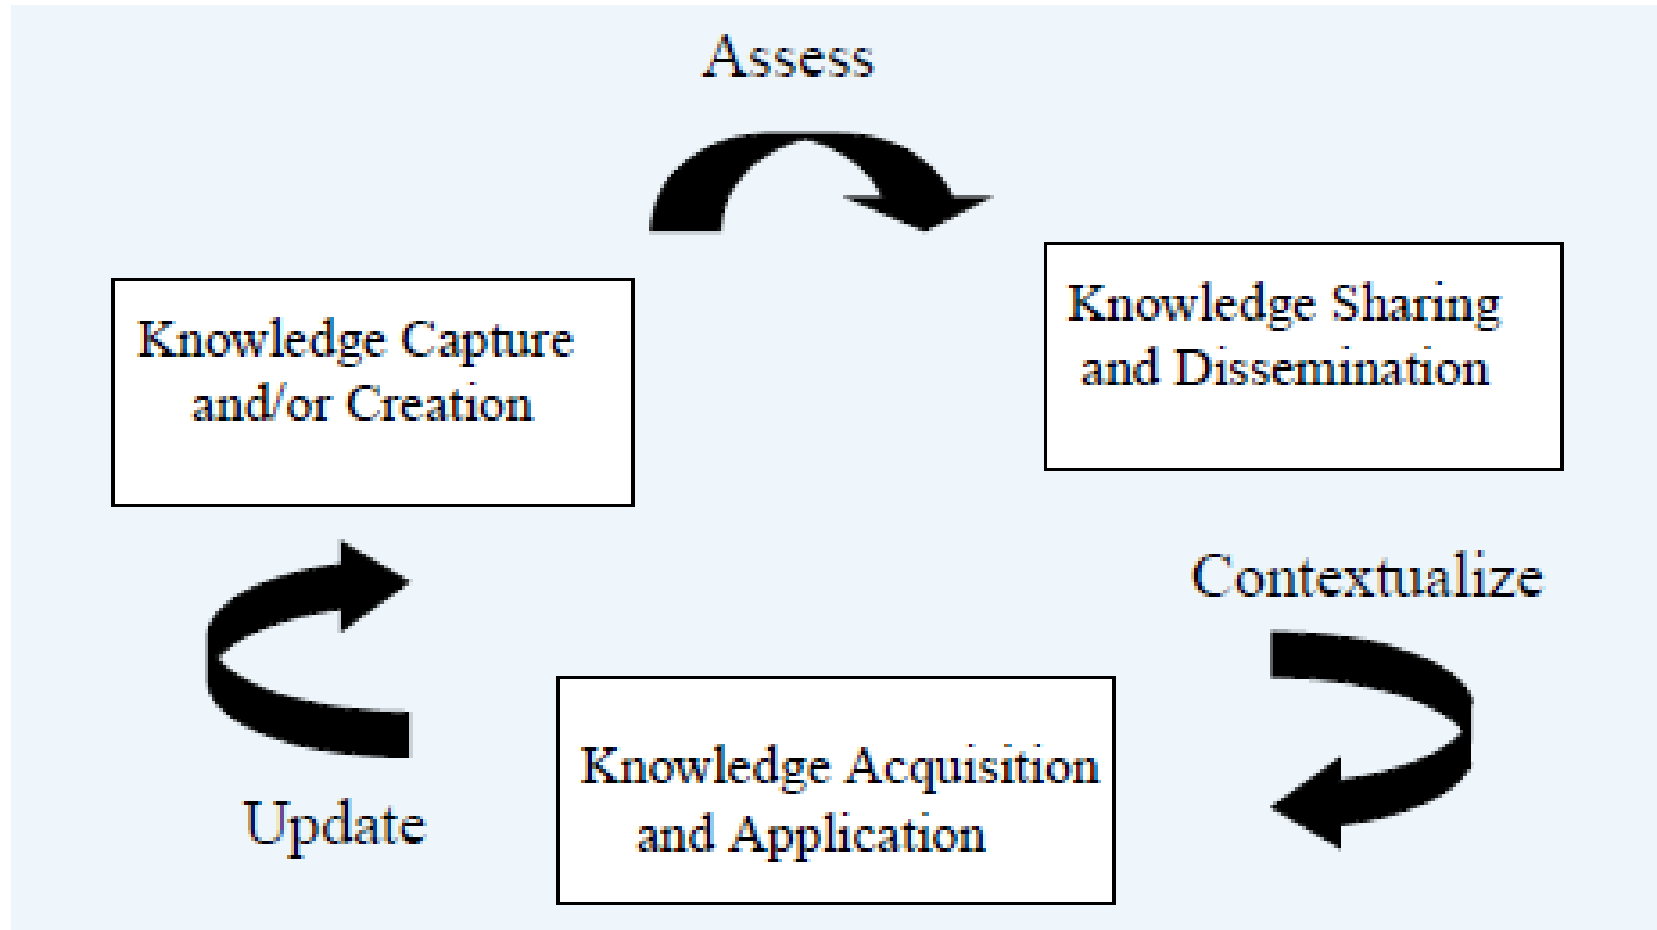 Assess
Knowledge Capture
and/or Creation
Knowledge Sharing
and Dissemination
Contextualize
Knowledge Acquisition
and Application
Update